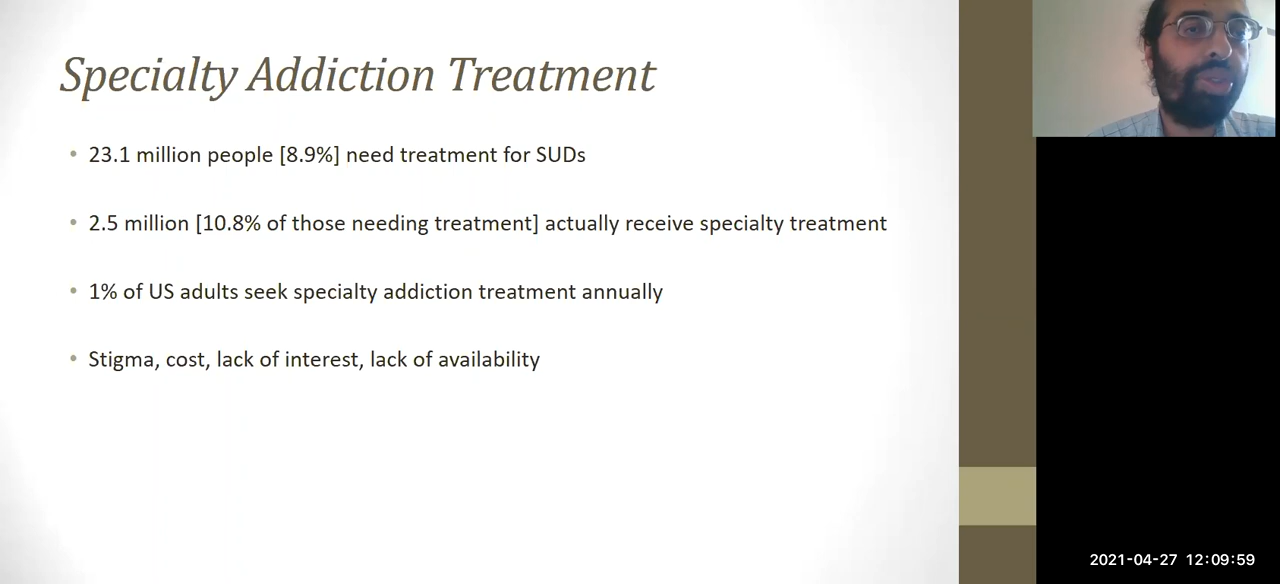 Specialty Addiction Treatment
• 23.1 million people [8.9%] need treatment for SUDs
• 2.5 million [10.8% of those needing treatment] actually receive specialty treatment
• 1% of US adults seek specialty addiction treatment annually
• Stigma, cost, lack of interest, lack of availability
2021-04-27 12:09:59